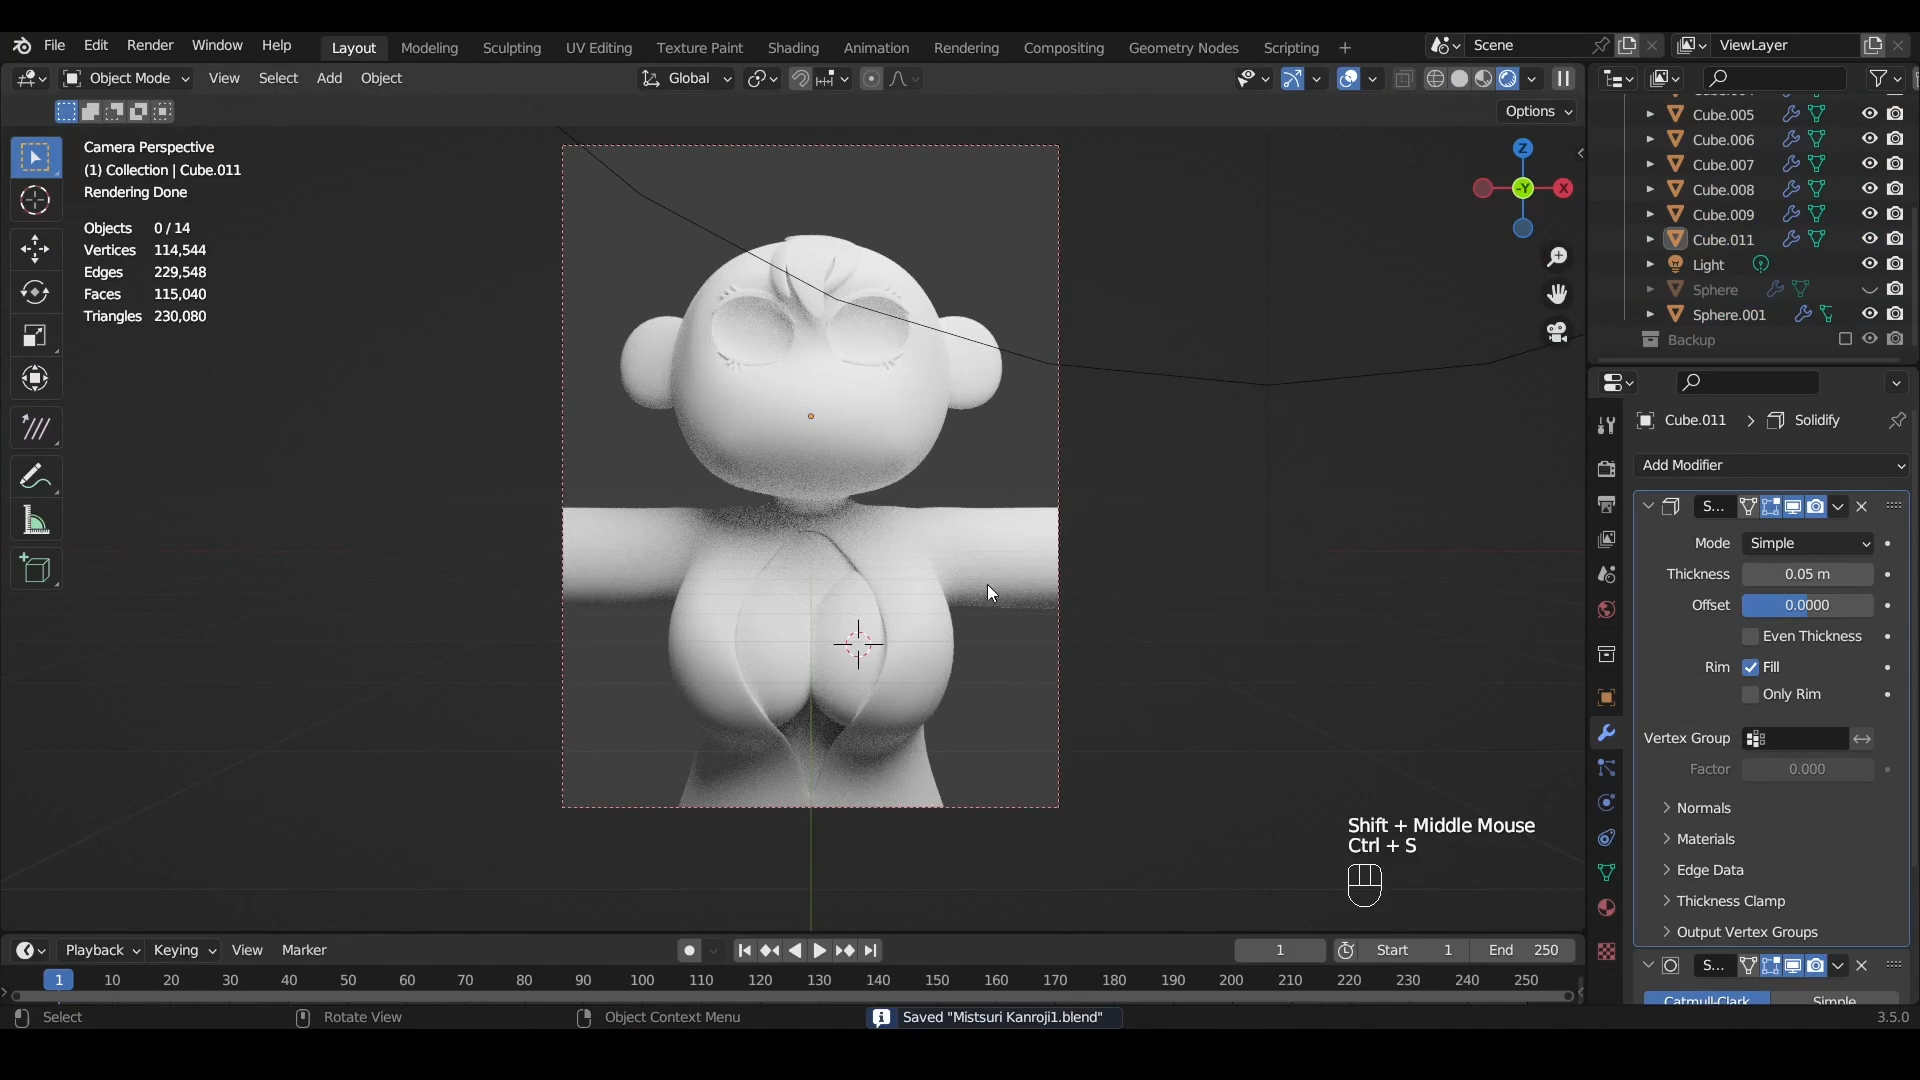 File Edit Render Window Help
Layout Modeling Sculpting UV Editing Texture Paint Shading Animation Rendering Compositing Geometry Nodes Scripting +
Scene
ViewLayer
Object Mode View Select Add Object
Global
Options
Camera Perspective
(1) Collection | Cube.011
Rendering Done
Objects 0 / 14
Vertices 114,544
Edges 229,548
Faces 115,040
Triangles 230,080
Z
-Y
X
Cube.005
Cube.006
Cube.007
Cube.008
Cube.009
Cube.011
Light
Sphere
Sphere.001
Backup
Cube.011 > Solidify
Add Modifier
S...
Mode Simple
Thickness 0.05 m
Offset 0.0000
Even Thickness
Rim Fill
Only Rim
Vertex Group
Factor 0.000
Normals
Materials
Edge Data
Thickness Clamp
Output Vertex Groups
S...
Catmull-Clark Simple
Shift + Middle Mouse
Ctrl + S
Playback Keying View Marker
1
Start 1 End 250
1 10 20 30 40 50 60 70 80 90 100 110 120 130 140 150 160 170 180 190 200 210 220 230 240 250
Select
Rotate View
Object Context Menu
Saved "Mistsuri Kanroji1.blend"
3.5.0